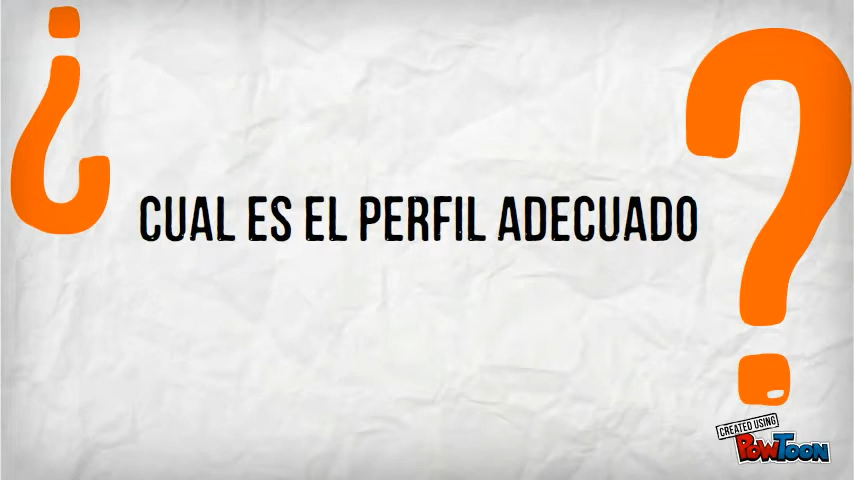 ¿
CUAL ES EL PERFIL ADECUADO
?
CREATED USING
POWTOON